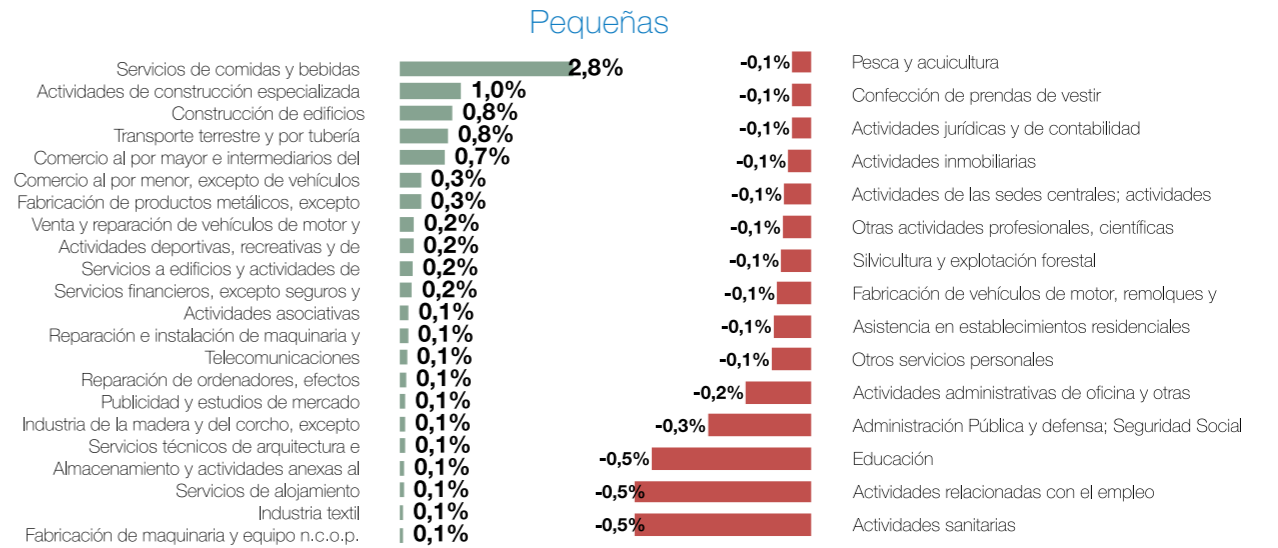 Pequeñas
Servicios de comidas y bebidas 2,8%
Actividades de construcción especializada 1,0%
Construcción de edificios 0,8%
Transporte terrestre y por tubería 0,8%
Comercio al por mayor e intermediarios del 0,7%
Comercio al por menor, excepto de vehículos 0,3%
Fabricación de productos metálicos, excepto 0,3%
Venta y reparación de vehículos de motor y 0,2%
Actividades deportivas, recreativas y de 0,2%
Servicios a edificios y actividades de 0,2%
Servicios financieros, excepto seguros y 0,2%
Actividades asociativas 0,1%
Reparación e instalación de maquinaria y 0,1%
Telecomunicaciones 0,1%
Reparación de ordenadores, efectos 0,1%
Publicidad y estudios de mercado 0,1%
Industria de la madera y del corcho, excepto 0,1%
Servicios técnicos de arquitectura e 0,1%
Almacenamiento y actividades anexas al 0,1%
Servicios de alojamiento 0,1%
Industria textil 0,1%
Fabricación de maquinaria y equipo n.c.o.p. 0,1%
-0,1% Pesca y acuicultura
-0,1% Confección de prendas de vestir
-0,1% Actividades jurídicas y de contabilidad
-0,1% Actividades inmobiliarias
-0,1% Actividades de las sedes centrales; actividades
-0,1% Otras actividades profesionales, científicas
-0,1% Silvicultura y explotación forestal
-0,1% Fabricación de vehículos de motor, remolques y
-0,1% Asistencia en establecimientos residenciales
-0,1% Otros servicios personales
-0,2% Actividades administrativas de oficina y otras
-0,3% Administración Pública y defensa; Seguridad Social
-0,5% Educación
-0,5% Actividades relacionadas con el empleo
-0,5% Actividades sanitarias